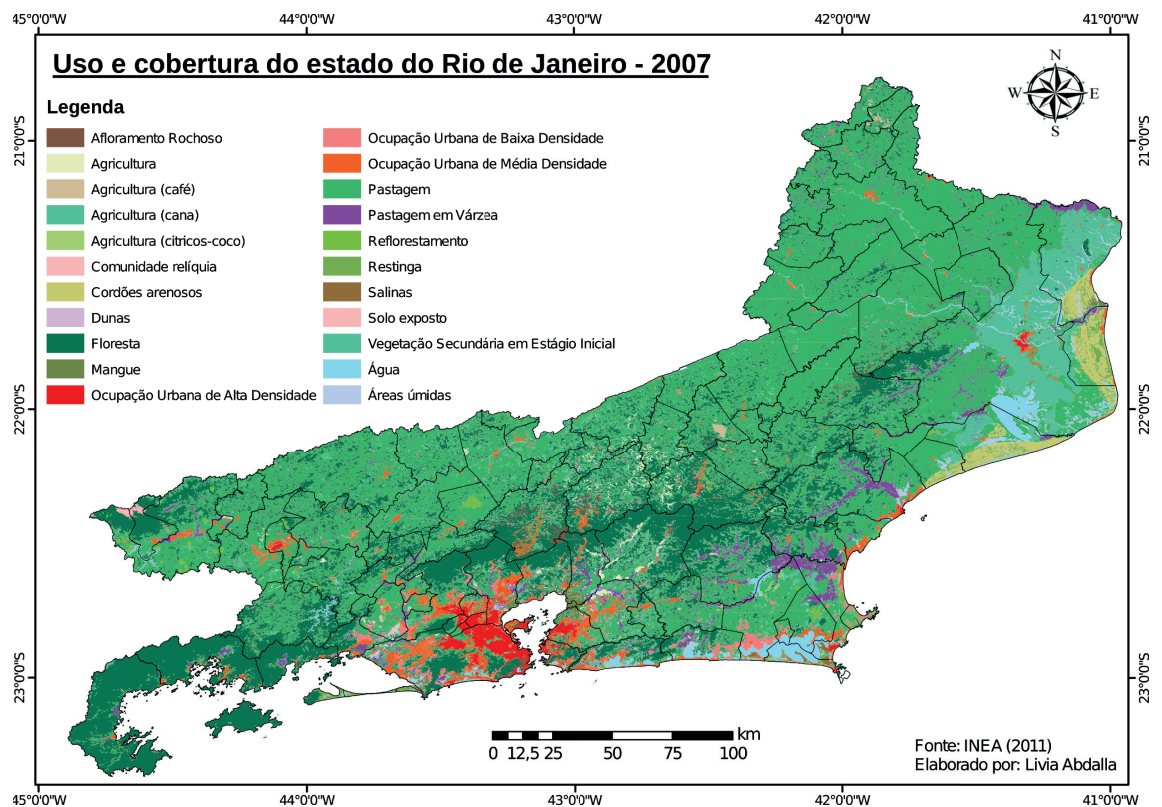 45°0'0"W 44°0'0"W 43°0'0"W 42°0'0"W 41°0'0"W
Uso e cobertura do estado do Rio de Janeiro - 2007
N
W E
S
Legenda
Afloramento Rochoso
Agricultura
Agricultura (café)
Agricultura (cana)
Agricultura (citricos-coco)
Comunidade relíquia
Cordões arenosos
Dunas
Floresta
Mangue
Ocupação Urbana de Alta Densidade
Ocupação Urbana de Baixa Densidade
Ocupação Urbana de Média Densidade
Pastagem
Pastagem em Várzea
Reflorestamento
Restinga
Salinas
Solo exposto
Vegetação Secundária em Estágio Inicial
Água
Áreas úmidas
21°0'0"S
22°0'0"S
23°0'0"S
21°0'0"S
22°0'0"S
23°0'0"S
km
0 12,5 25 50 75 100
Fonte: INEA (2011)
Elaborado por: Livia Abdalla
45°0'0"W 44°0'0"W 43°0'0"W 42°0'0"W 41°0'0"W